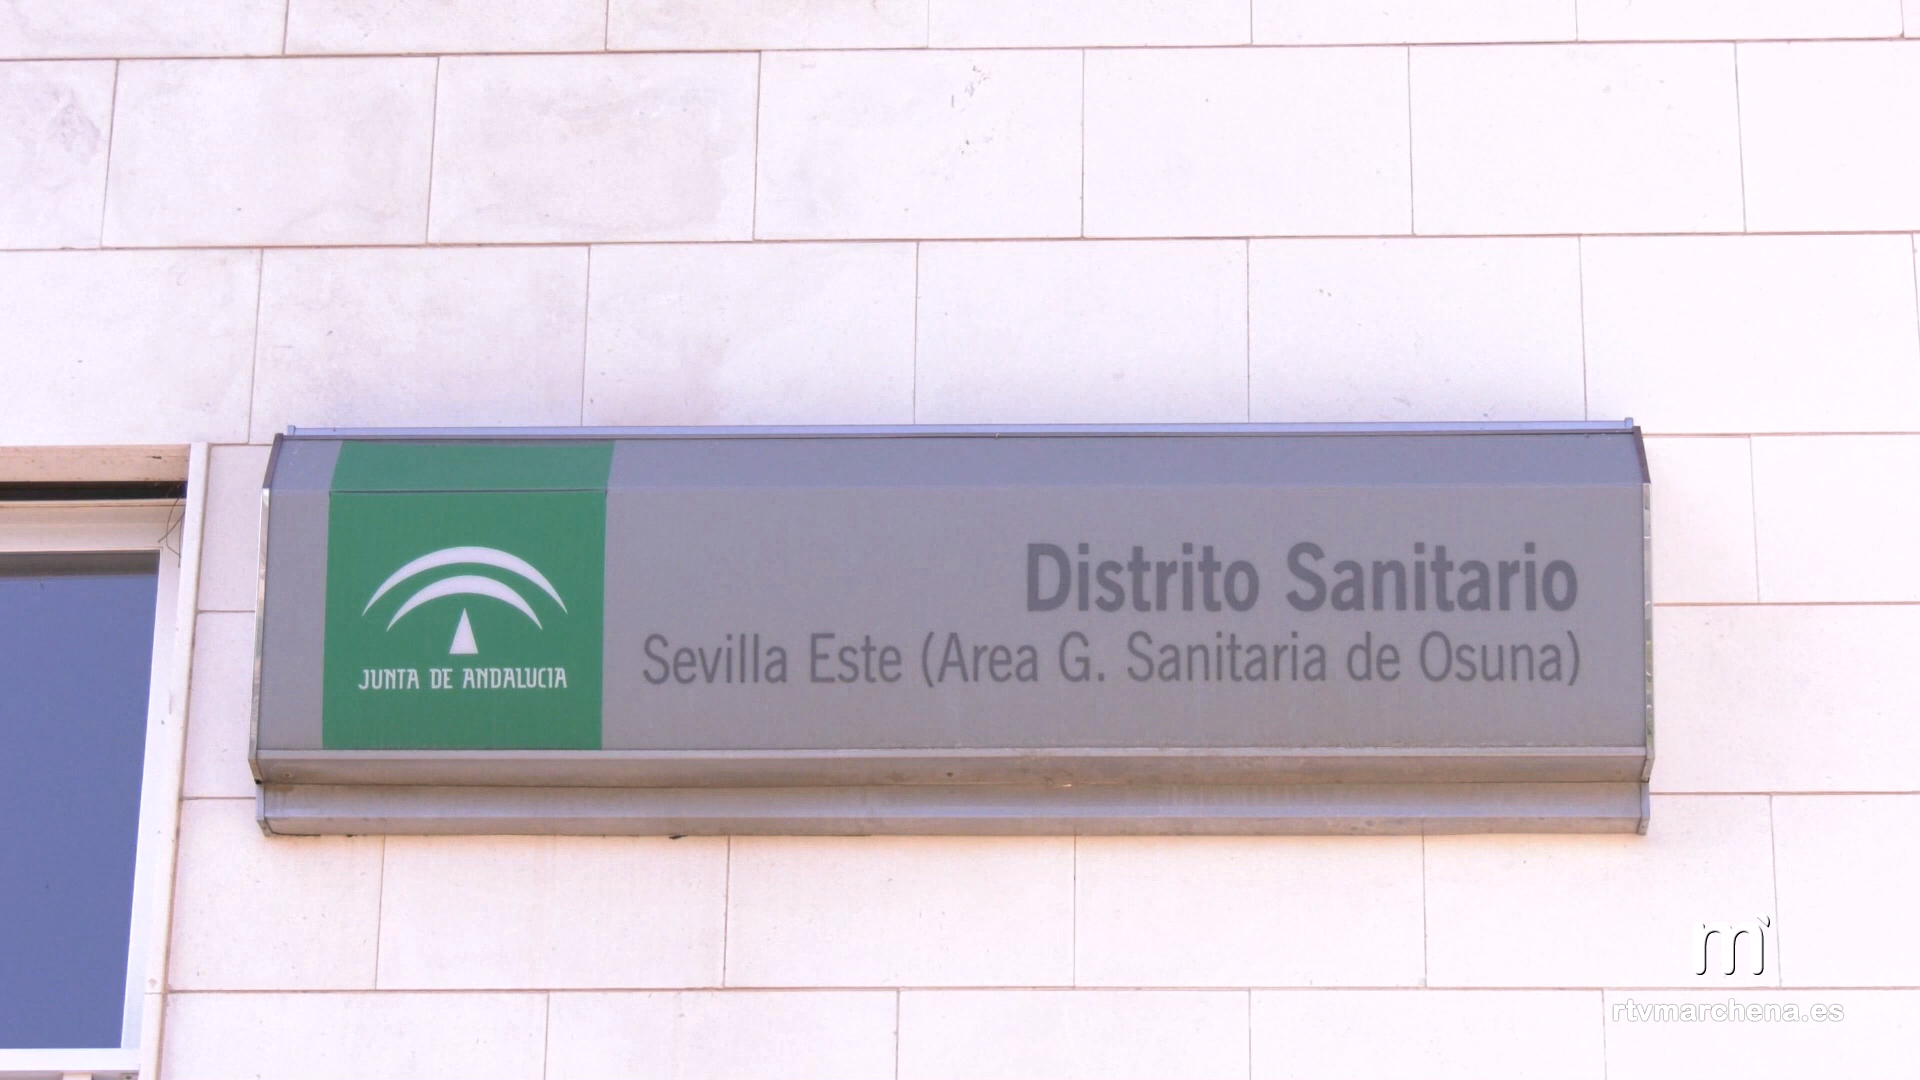 Distrito Sanitario
Sevilla Este (Area G. Sanitaria de Osuna)
JUNTA DE ANDALUCIA
m
rtvmarchena.es